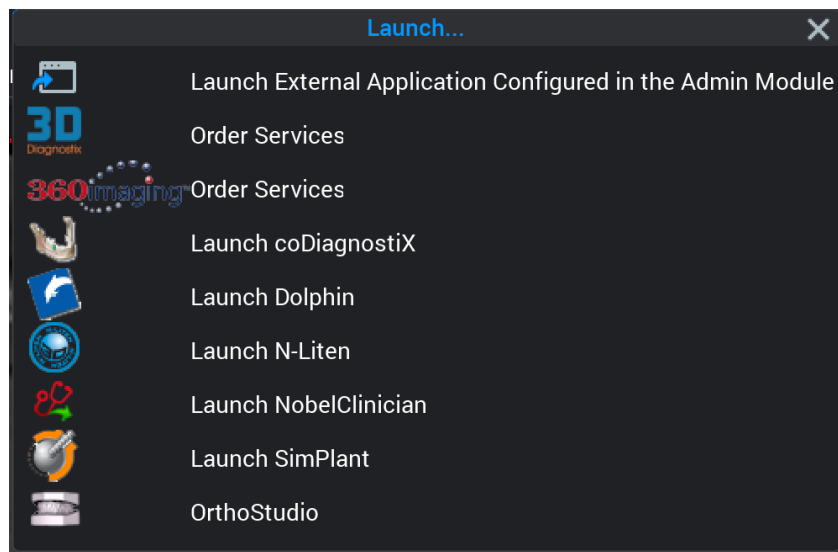 Launch...
Launch External Application Configured in the Admin Module
3D
Diagnostix
Order Services
360imaging
Order Services
Launch coDiagnostiX
Launch Dolphin
Launch N-Liten
Launch NobelClinician
Launch SimPlant
OrthoStudio